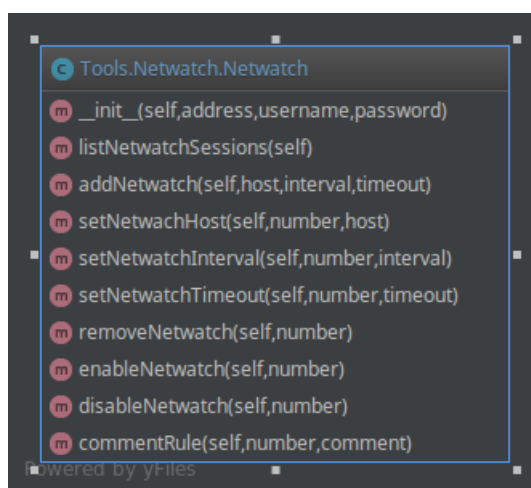 C Tools.Netwatch.Netwatch
m __init__(self,address,username,password)
m listNetwatchSessions(self)
m addNetwatch(self,host,interval,timeout)
m setNetwachHost(self,number,host)
m setNetwatchInterval(self,number,interval)
m setNetwatchTimeout(self,number,timeout)
m removeNetwatch(self,number)
m enableNetwatch(self,number)
m disableNetwatch(self,number)
m commentRule(self,number,comment)
Powered by yFiles